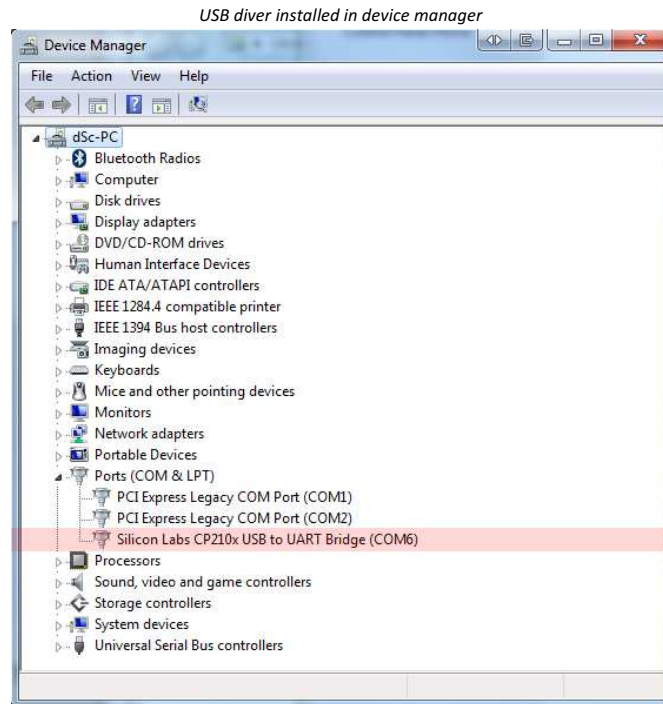 USB diver installed in device manager
Device Manager
File Action View Help
dSc-PC
Bluetooth Radios
Computer
Disk drives
Display adapters
DVD/CD-ROM drives
Human Interface Devices
IDE ATA/ATAPI controllers
IEEE 1284.4 compatible printer
IEEE 1394 Bus host controllers
Imaging devices
Keyboards
Mice and other pointing devices
Monitors
Network adapters
Portable Devices
Ports (COM & LPT)
PCI Express Legacy COM Port (COM1)
PCI Express Legacy COM Port (COM2)
Silicon Labs CP210x USB to UART Bridge (COM6)
Processors
Sound, video and game controllers
Storage controllers
System devices
Universal Serial Bus controllers